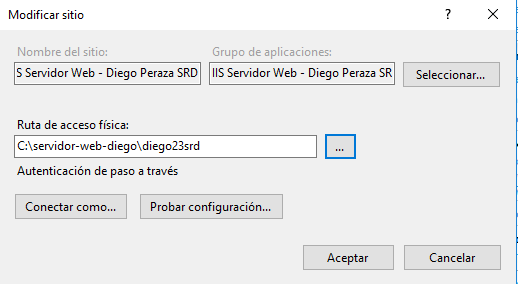 Modificar sitio
? ×
Nombre del sitio: Grupo de aplicaciones:
S Servidor Web - Diego Peraza SRD IIS Servidor Web - Diego Peraza SR Seleccionar...
Ruta de acceso física:
C:\servidor-web-diego\diego23srd ...
Autenticación de paso a través
Conectar como... Probar configuración...
Aceptar Cancelar